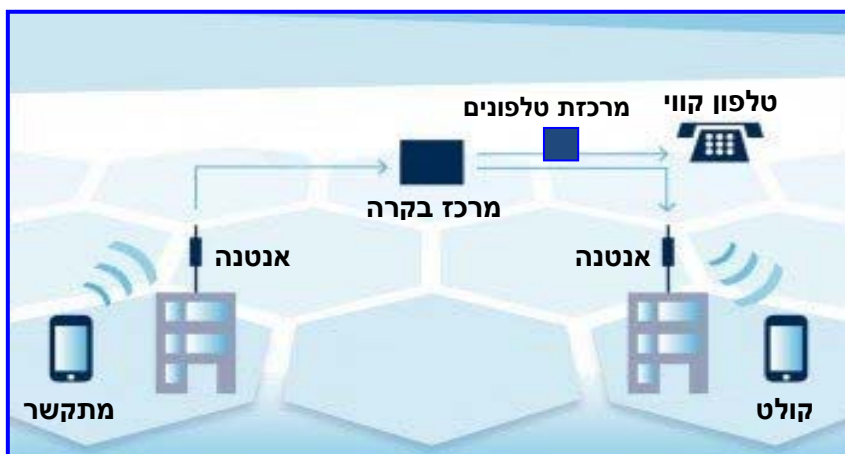 טלפון קווי
מרכזת טלפונים
מרכז בקרה
אנטנה
אנטנה
קולט
מתקשר